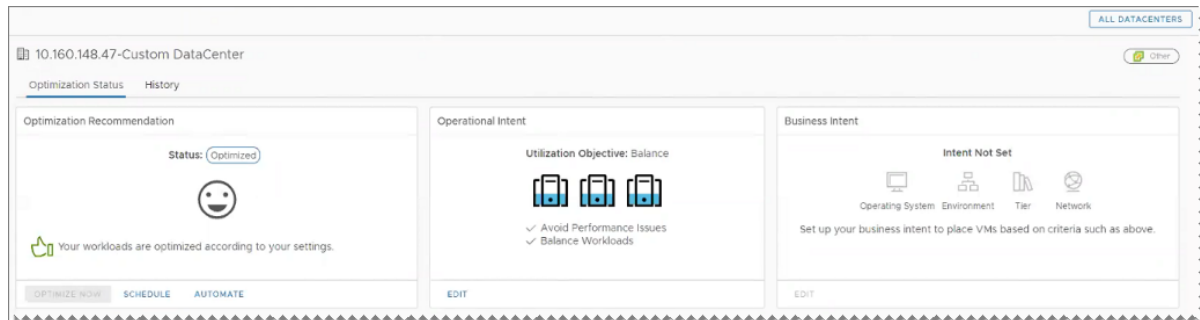 ALL DATACENTERS
10.160.148.47-Custom DataCenter
Other
Optimization Status History
Optimization Recommendation
Status: Optimized
Your workloads are optimized according to your settings.
OPTIMIZE NOW SCHEDULE AUTOMATE
Operational Intent
Utilization Objective: Balance
Avoid Performance Issues
Balance Workloads
EDIT
Business Intent
Intent Not Set
Operating System Environment Tier Network
Set up your business intent to place VMs based on criteria such as above.
EDIT